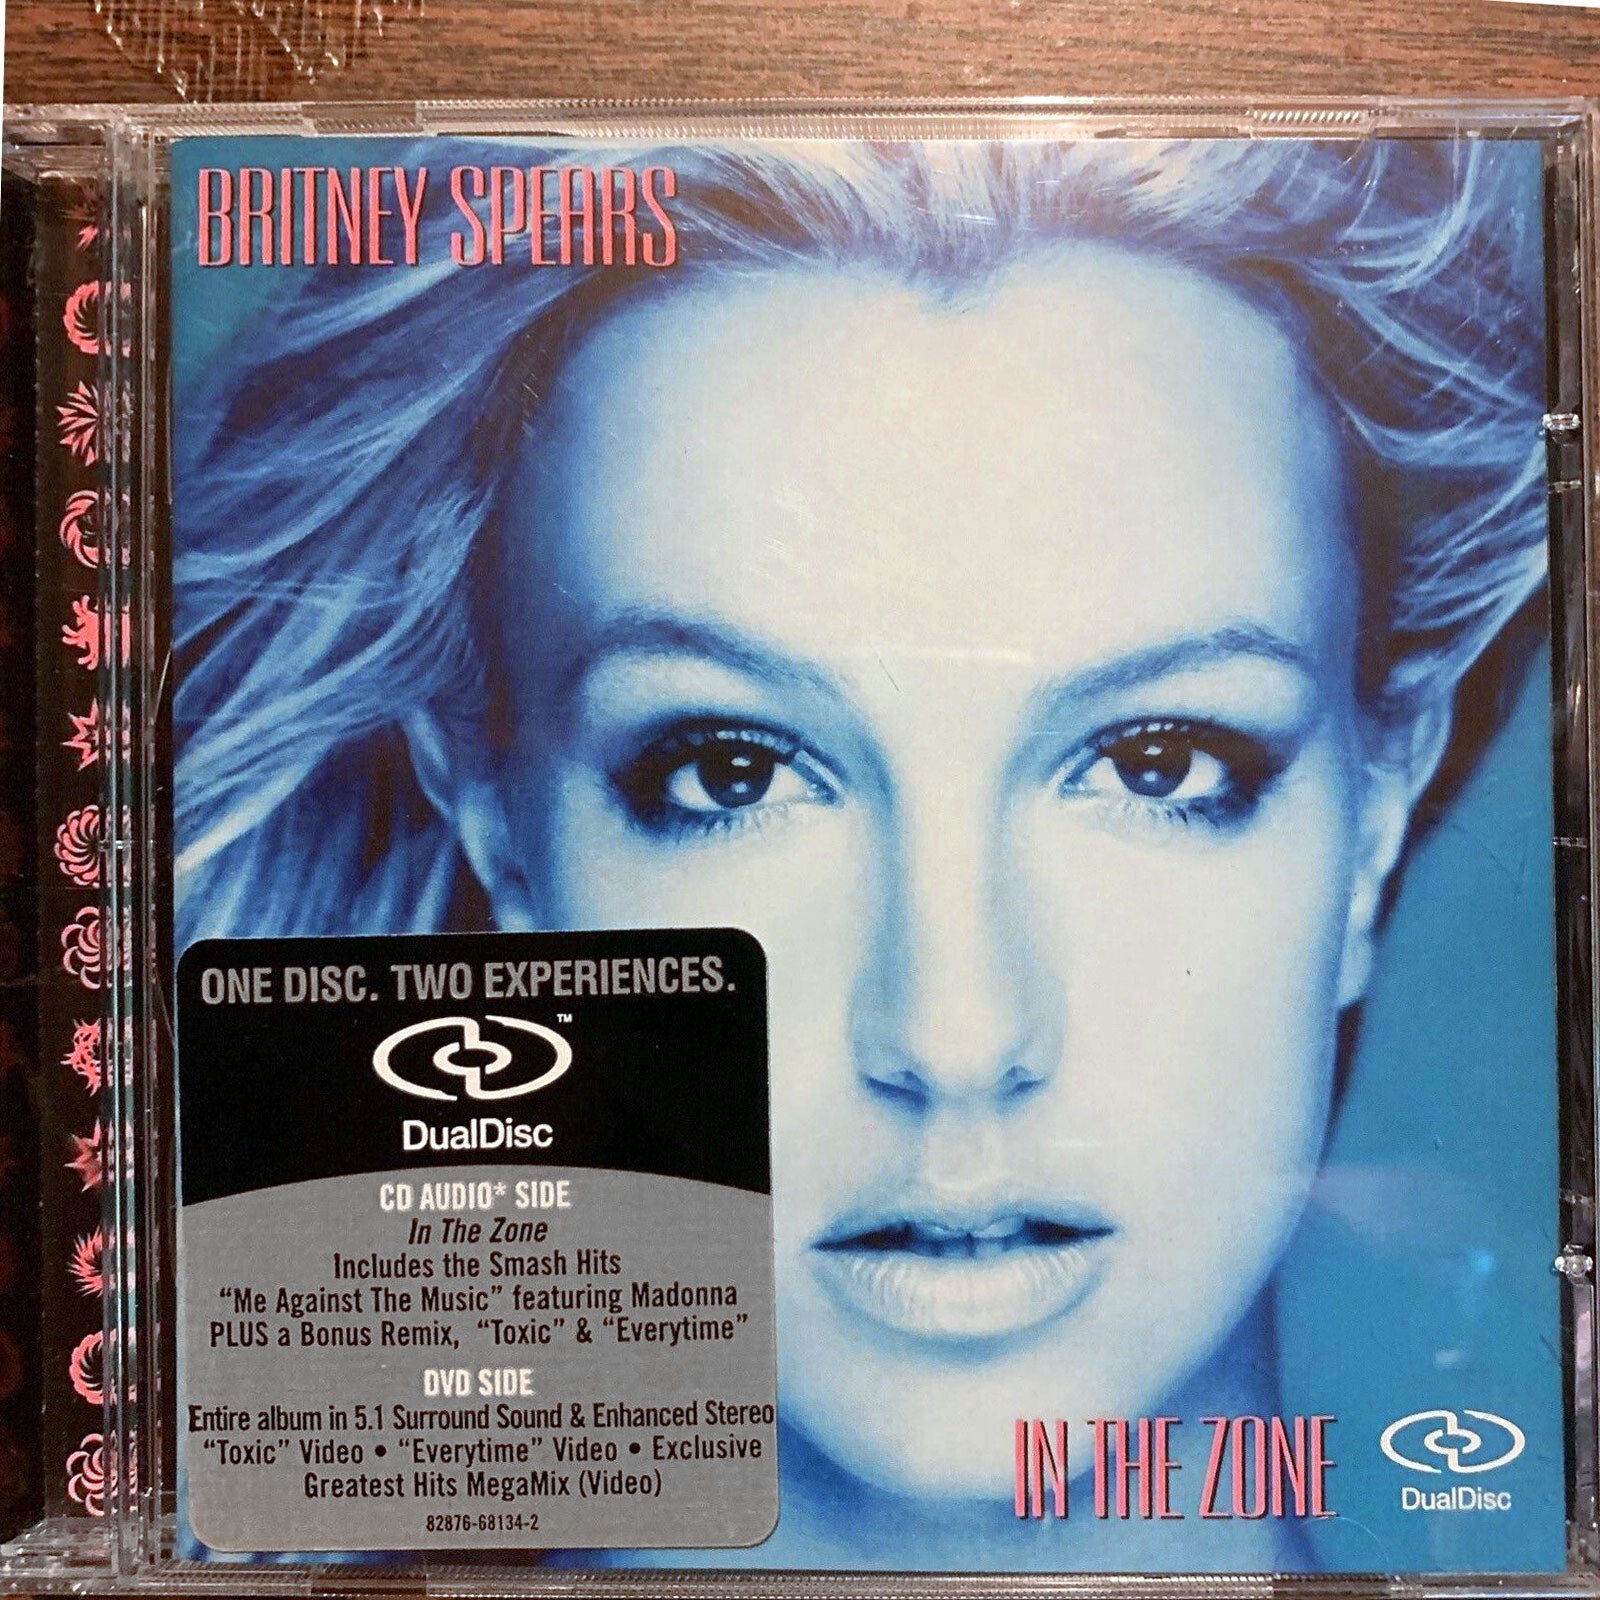 BRITNEY SPEARS
ONE DISC. TWO EXPERIENCES.
TM
DualDisc
CD AUDIO* SIDE
In The Zone
Includes the Smash Hits
“Me Against The Music” featuring Madonna
PLUS a Bonus Remix, “Toxic” & “Everytime”
DVD SIDE
Entire album in 5.1 Surround Sound & Enhanced Stereo
“Toxic” Video • “Everytime” Video • Exclusive
Greatest Hits MegaMix (Video)
82876-68134-2
IN THE ZONE
DualDisc